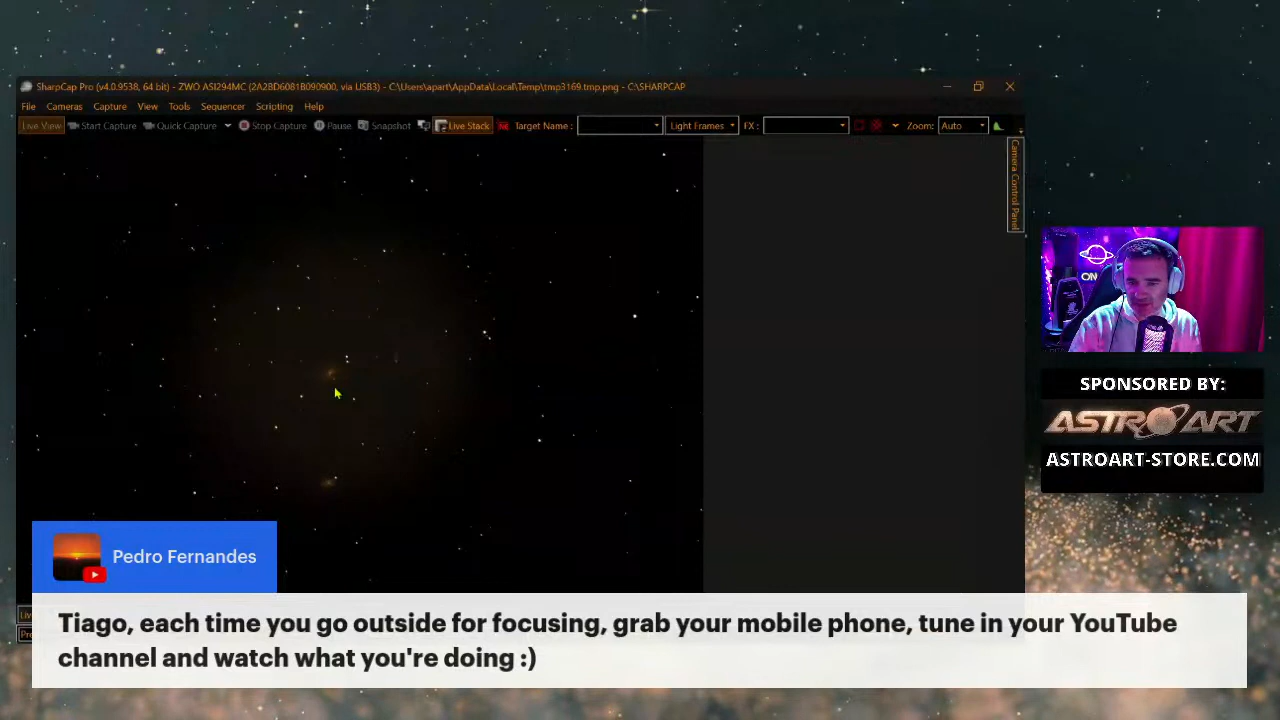 SharpCap Pro (v4.0.9538, 64 bit) - ZWO ASI294MC (2A2BD6081B090900, via USB3) - C:\Users\apart\AppData\Local\Temp\tmp3169.tmp.png - C:\SHARPCAP
File Cameras Capture View Tools Sequencer Scripting Help
Live View Start Capture Quick Capture Stop Capture Pause Snapshot Live Stack Target Name : Light Frames FX : Zoom: Auto
Camera Control Panel
ON
SPONSORED BY:
ASTROART
ASTROART-STORE.COM
Pedro Fernandes
Tiago, each time you go outside for focusing, grab your mobile phone, tune in your YouTube
channel and watch what you're doing :)